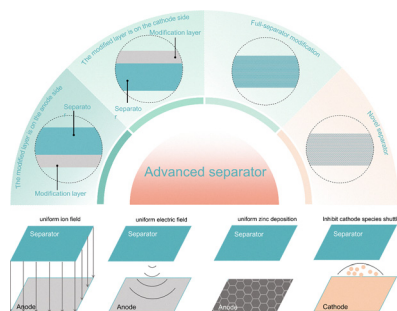 The modified layer is on the anode side
The modified layer is on the cathode side
Full-separator modification
Novel separator
Modification layer
Separato
r
Separato
r
Modification layer
Advanced separator
uniform ion field
uniform electric field
uniform zinc deposition
Inhibit cathode species shuttl
Separator
Separator
Separator
Separator
Anode
Anode
Anode
Cathode